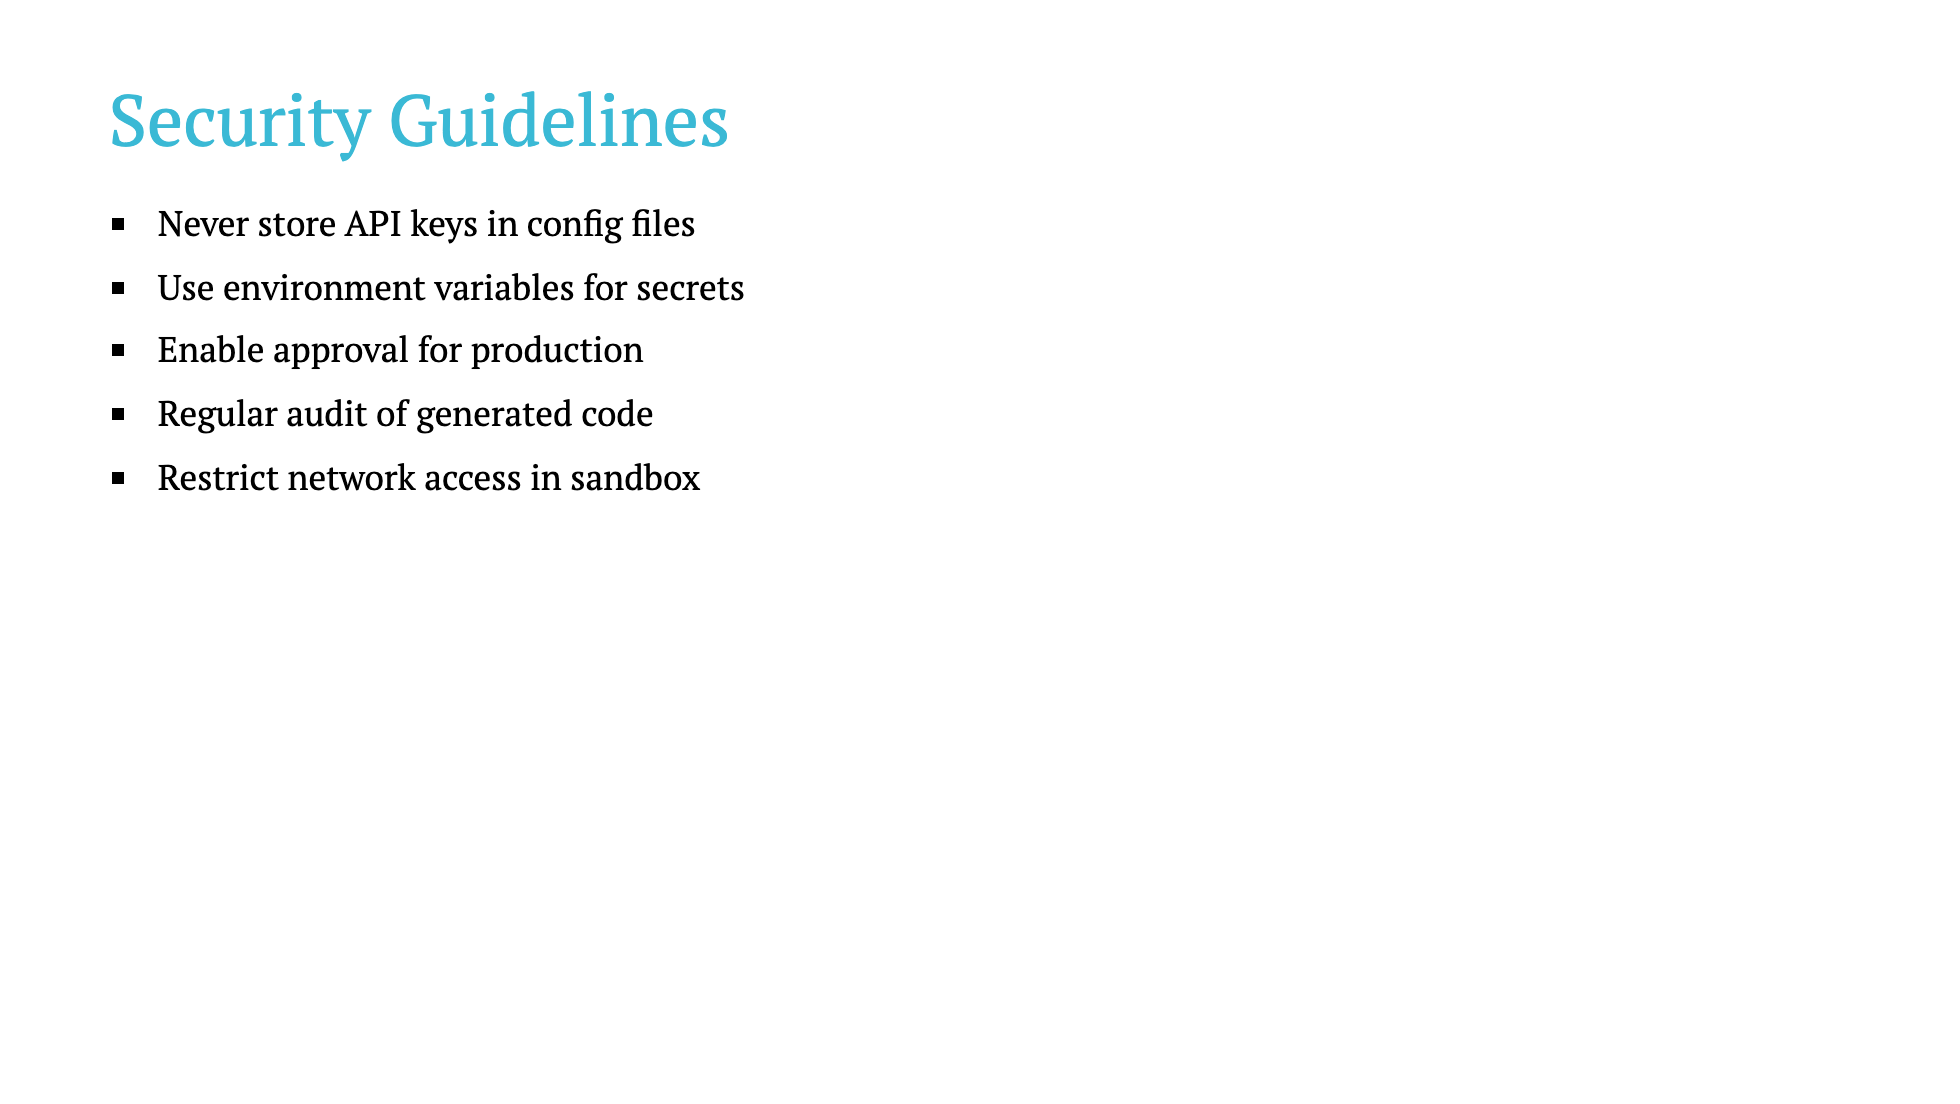 Security Guidelines
▪ Never store API keys in config files
▪ Use environment variables for secrets
▪ Enable approval for production
▪ Regular audit of generated code
▪ Restrict network access in sandbox